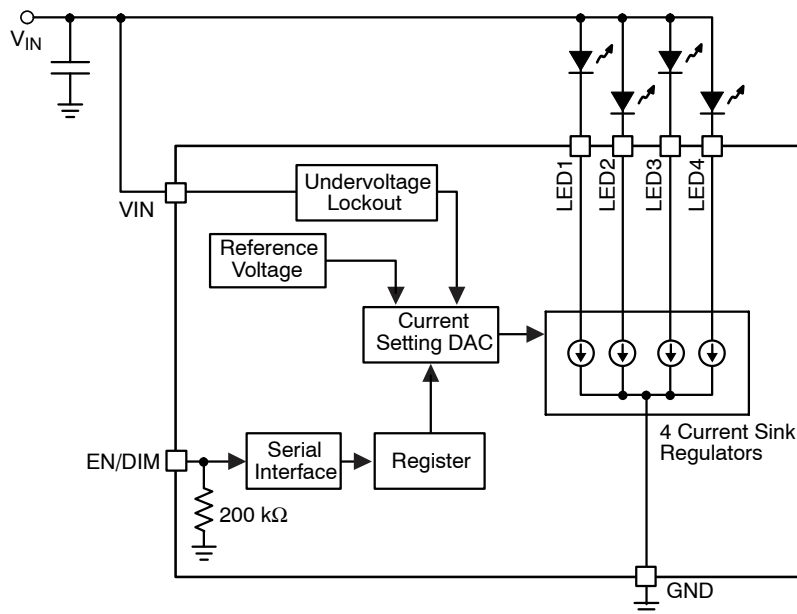 VIN
LED1
LED2
LED3
LED4
VIN
Undervoltage
Lockout
Reference
Voltage
Current
Setting DAC
4 Current Sink
Regulators
EN/DIM
Serial
Interface
Register
200 kΩ
GND